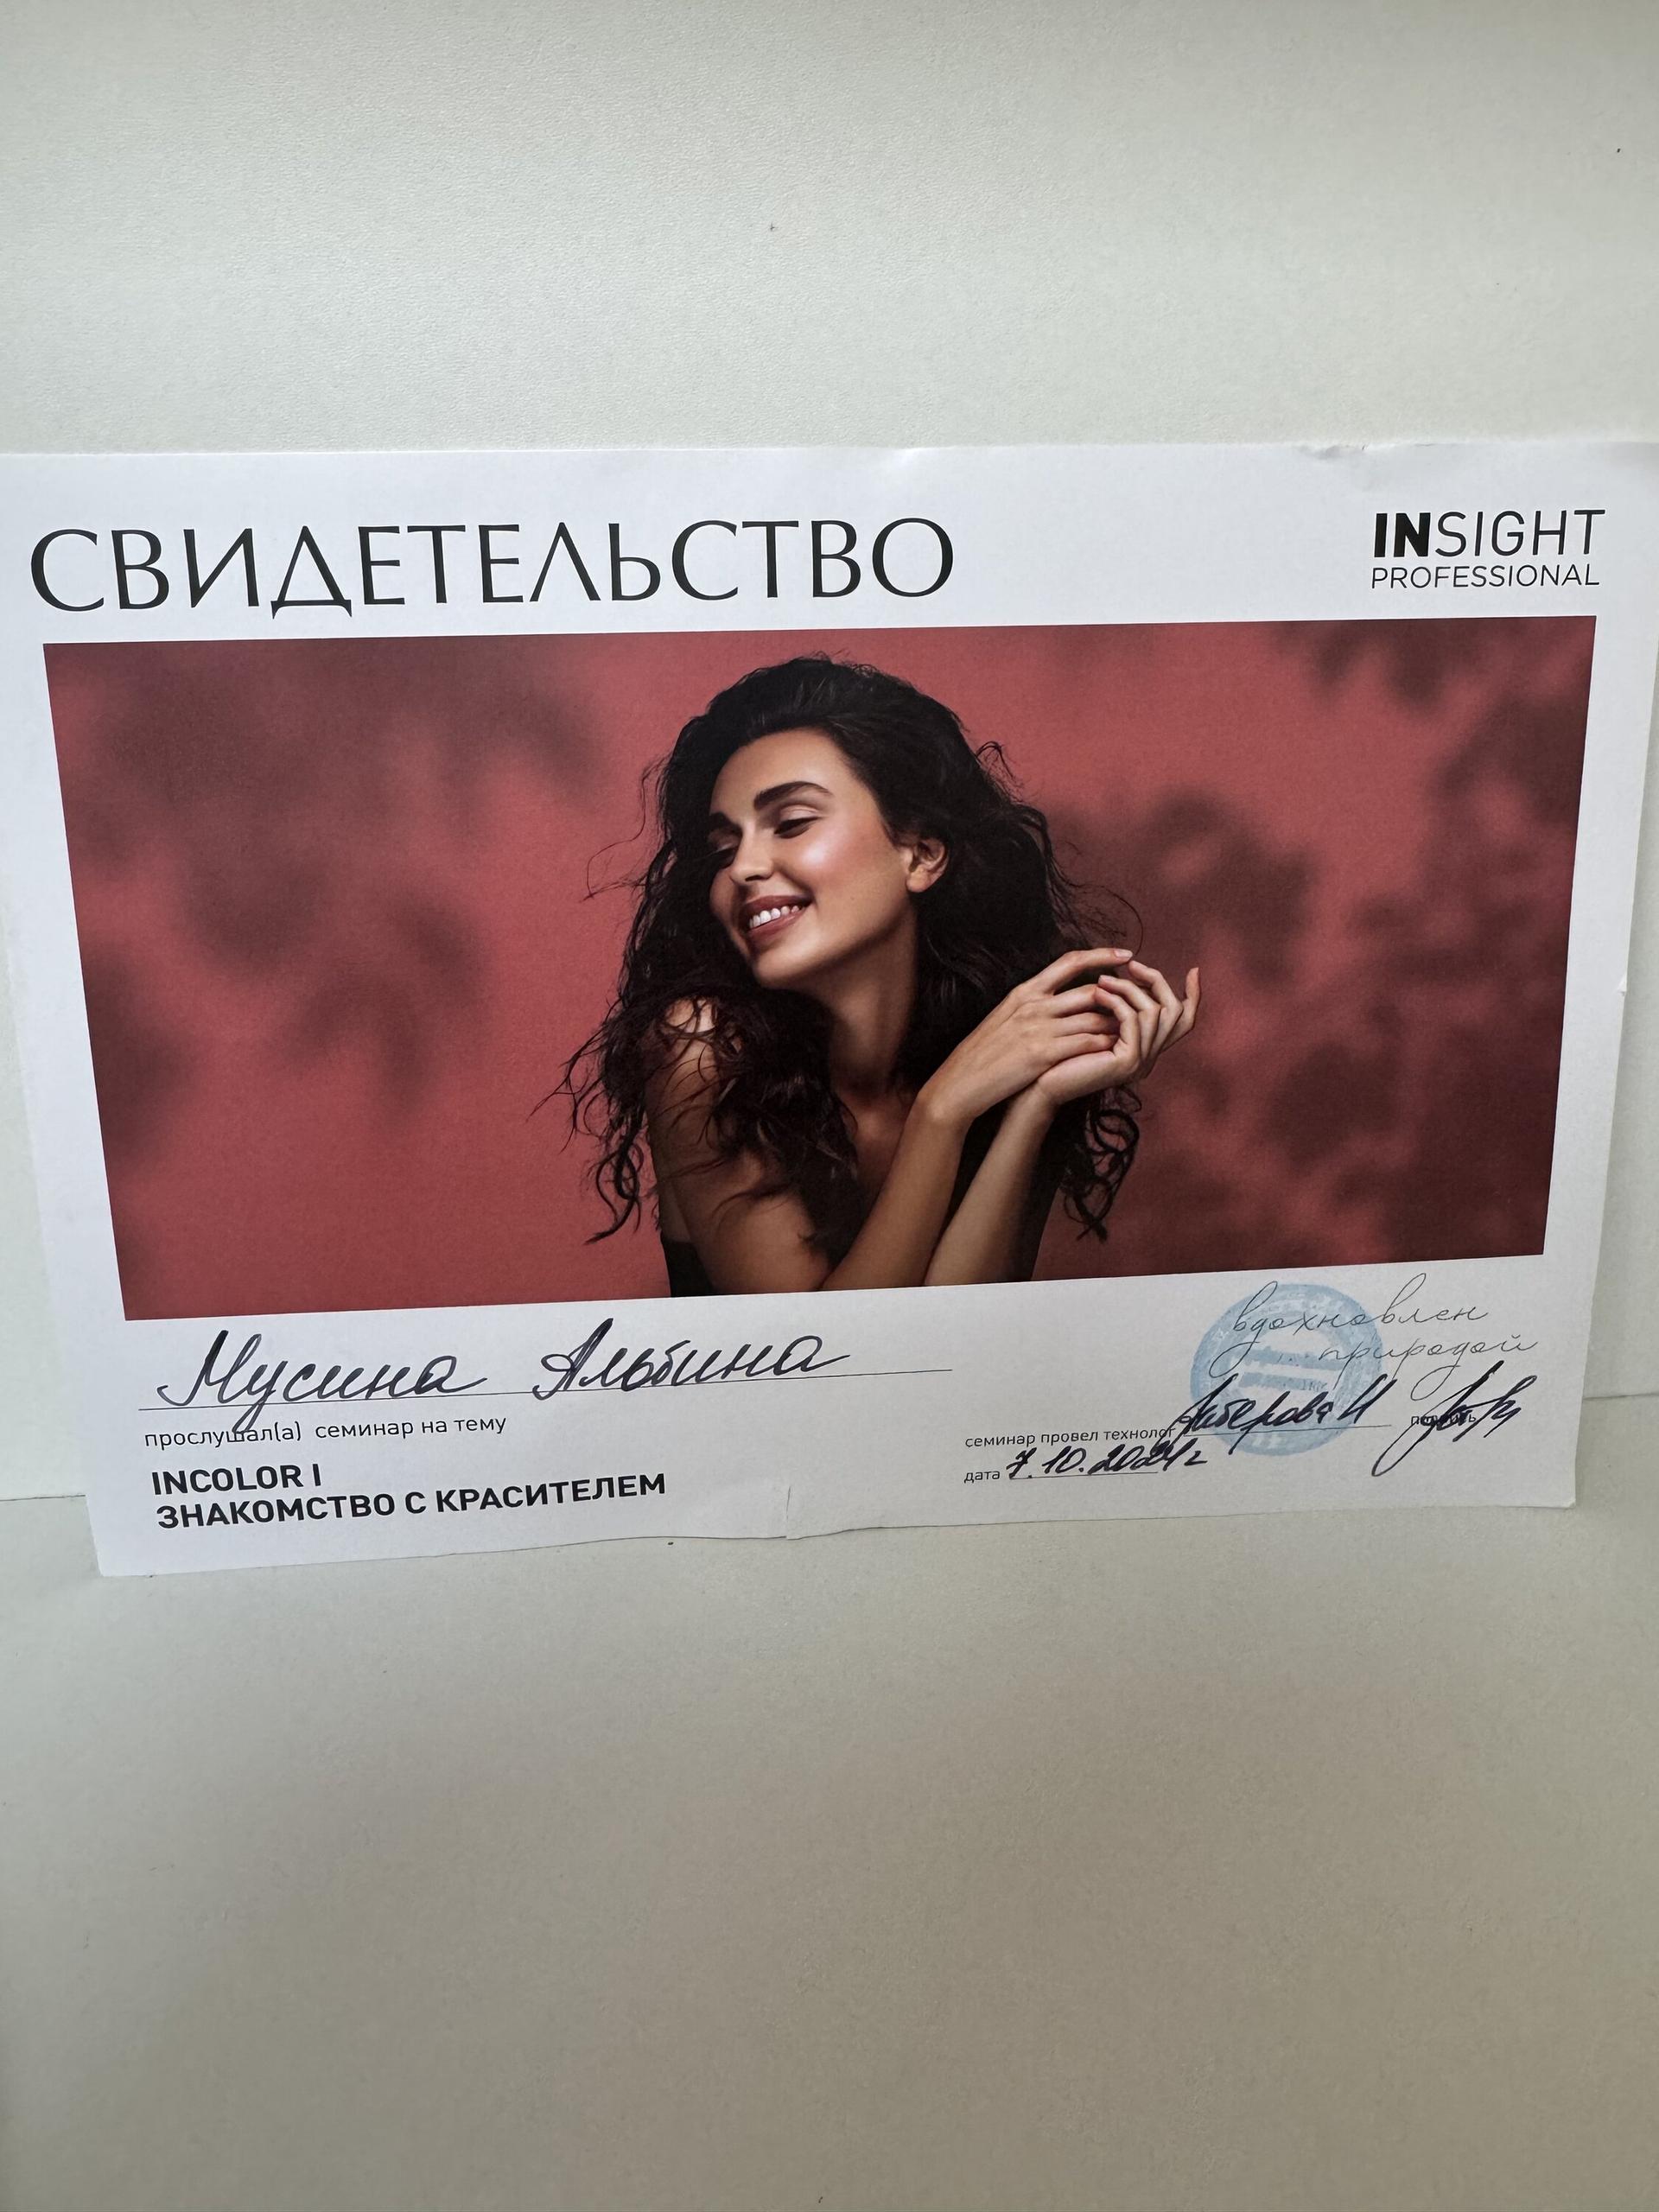 СВИДЕТЕЛЬСТВО
INSIGHT
PROFESSIONAL
Мусина Альбина
прослушал(а) семинар на тему
INCOLOR I
ЗНАКОМСТВО С КРАСИТЕЛЕМ
вдохновлен
природой
семинар провел технолог
подпись
дата 7.10.2024г